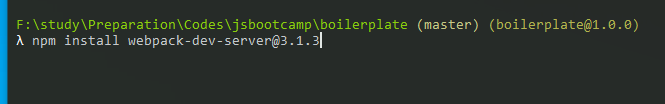 F:\study\Preparation\Codes\jsbootcamp\boilerplate (master) (boilerplate@1.0.0)
λ npm install webpack-dev-server@3.1.3